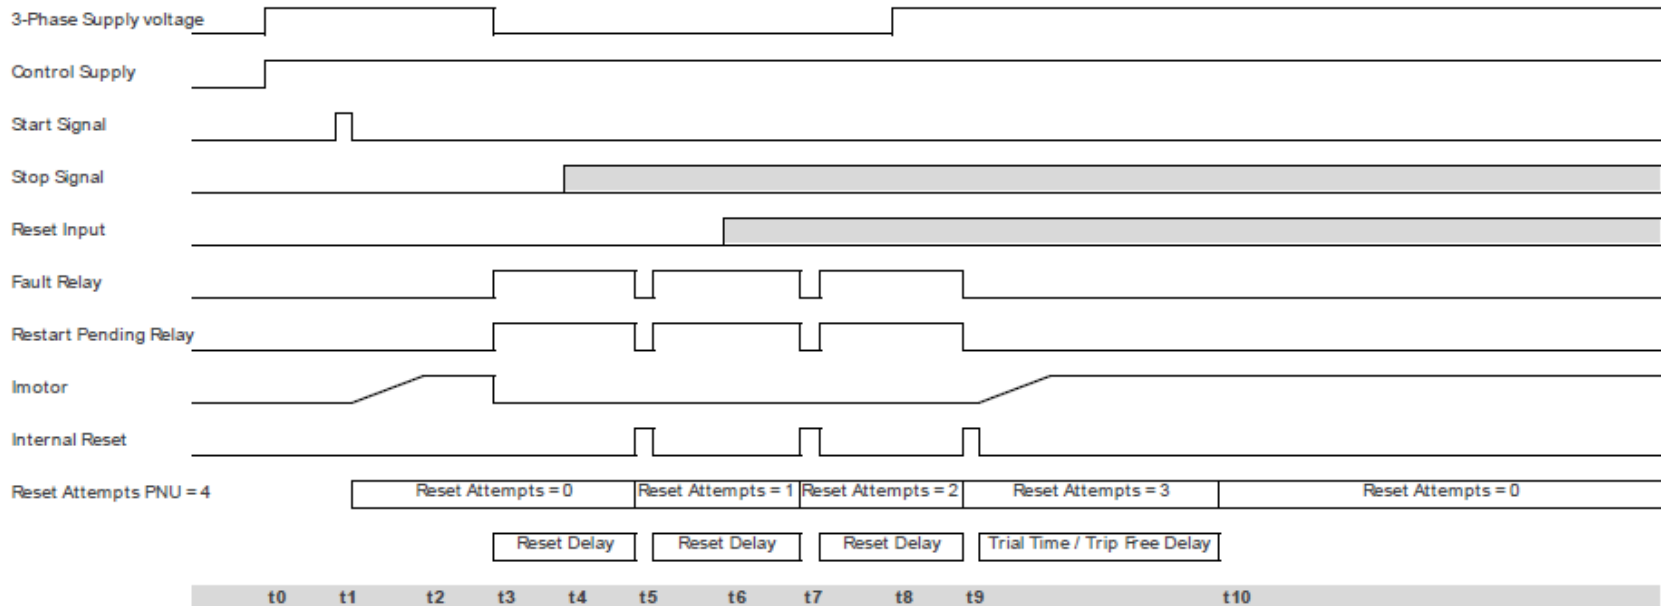 3-Phase Supply voltage
Control Supply
Start Signal
Stop Signal
Reset Input
Fault Relay
Restart Pending Relay
Imotor
Internal Reset
Reset Attempts PNU = 4 Reset Attempts = 0 Reset Attempts = 1 Reset Attempts = 2 Reset Attempts = 3 Reset Attempts = 0
Reset Delay Reset Delay Reset Delay Trial Time / Trip Free Delay
t0 t1 t2 t3 t4 t5 t6 t7 t8 t9 t10